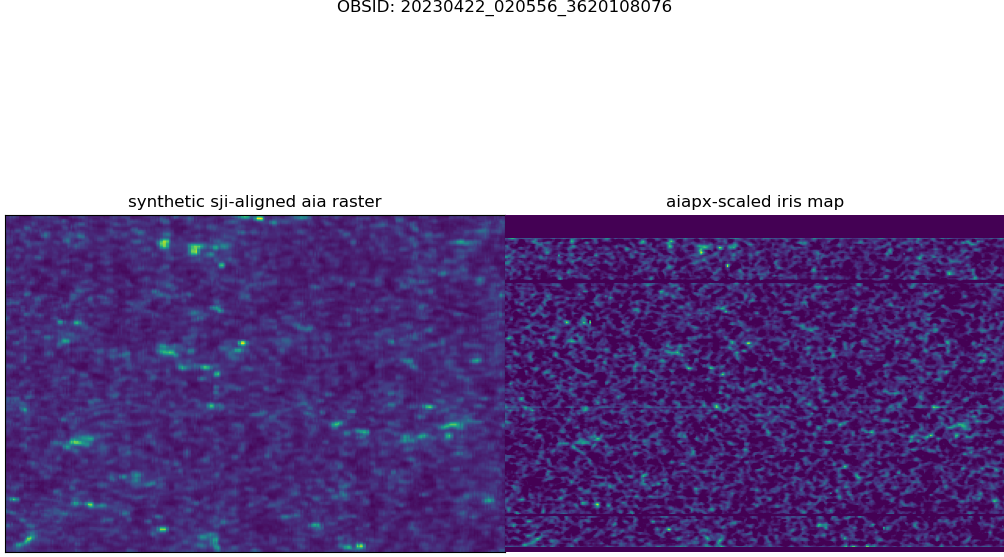 OBSID: 20230422_020556_3620108076
synthetic sji-aligned aia raster
aiapx-scaled iris map